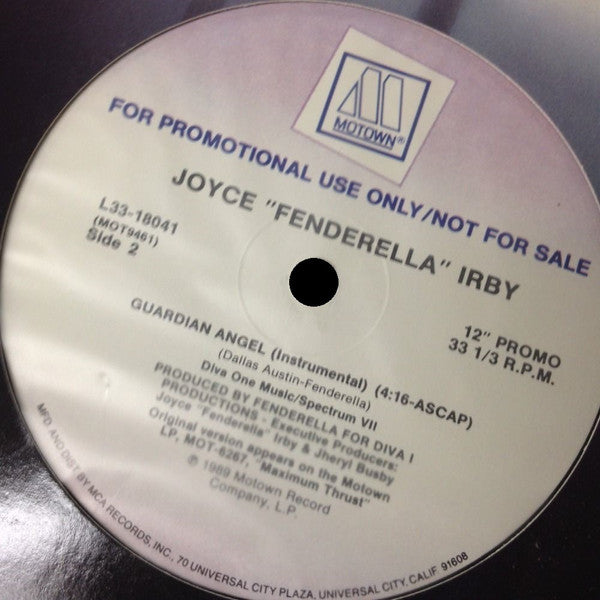 MOTOWN®
FOR PROMOTIONAL USE ONLY/NOT FOR SALE
JOYCE "FENDERELLA" IRBY
L33-18041
(MOT9461)
Side 2
12" PROMO
33 1/3 R.P.M.
GUARDIAN ANGEL (Instrumental) (4:16-ASCAP)
(Dallas Austin-Fenderella)
Diva One Music/Spectrum VII
PRODUCED BY FENDERELLA FOR DIVA I
PRODUCTIONS - Executive Producers:
Joyce "Fenderella" Irby & Jheryl Busby
Original version appears on the Motown
LP, MOT-6267, "Maximum Thrust"
℗ 1989 Motown Record
Company, L.P.
MFD. AND DIST. BY MCA RECORDS, INC., 70 UNIVERSAL CITY PLAZA, UNIVERSAL CITY, CALIF. 91608